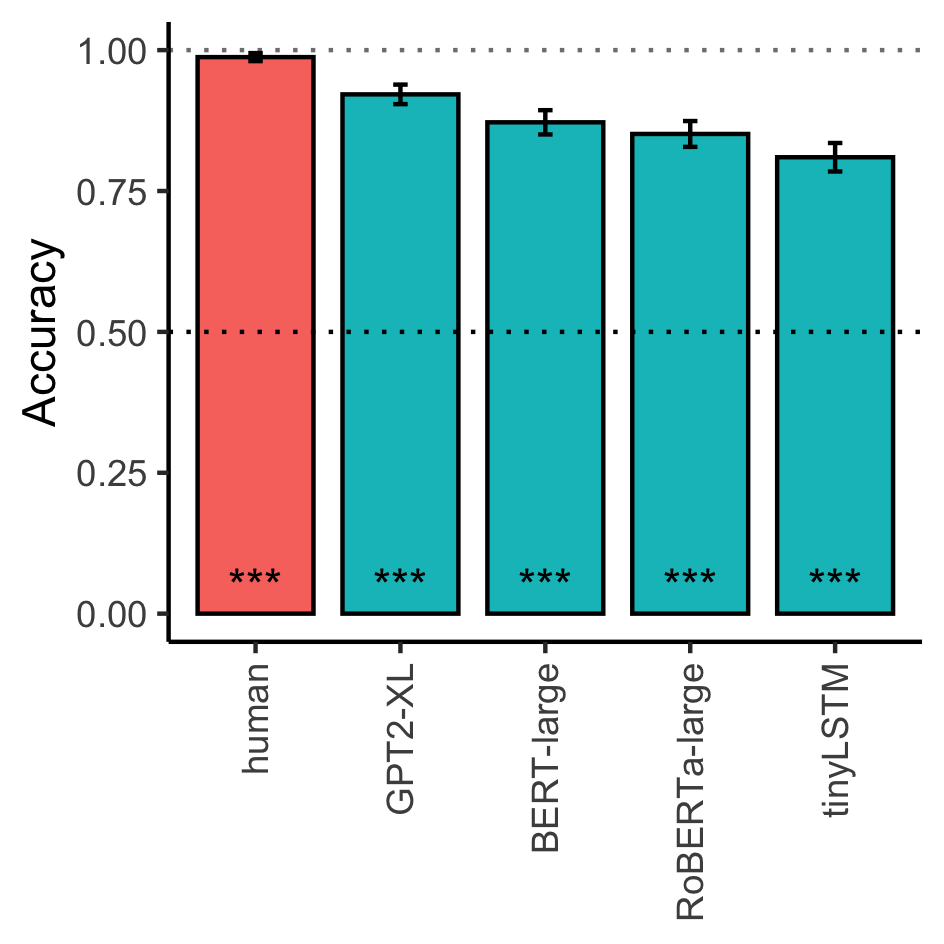 Accuracy
1.00
0.75
0.50
0.25
0.00
*** *** *** *** ***
human
GPT2-XL
BERT-large
RoBERTa-large
tinyLSTM